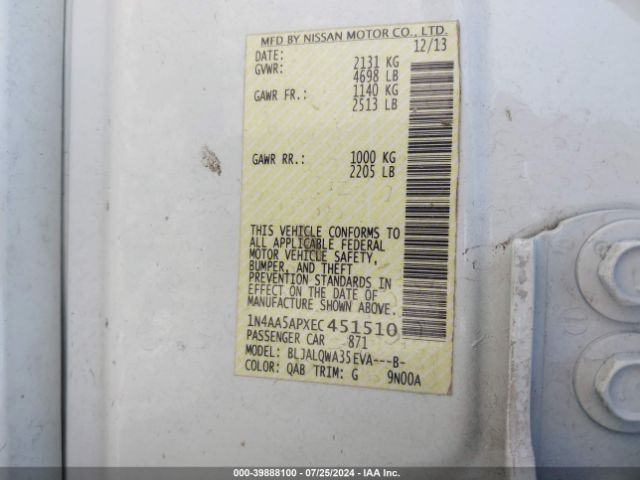 MFD BY NISSAN MOTOR CO., LTD.
DATE: 12/13
GVWR: 2131 KG
4698 LB
GAWR FR.: 1140 KG
2513 LB
GAWR RR.: 1000 KG
2205 LB
THIS VEHICLE CONFORMS TO
ALL APPLICABLE FEDERAL
MOTOR VEHICLE SAFETY,
BUMPER, AND THEFT
PREVENTION STANDARDS IN
EFFECT ON THE DATE OF
MANUFACTURE SHOWN ABOVE.
1N4AA5APXEC451510
PASSENGER CAR 871
MODEL: BLJALQWA35EVA---B-
COLOR: QAB TRIM: G 9N00A
000-39888100 - 07/25/2024 - IAA Inc.